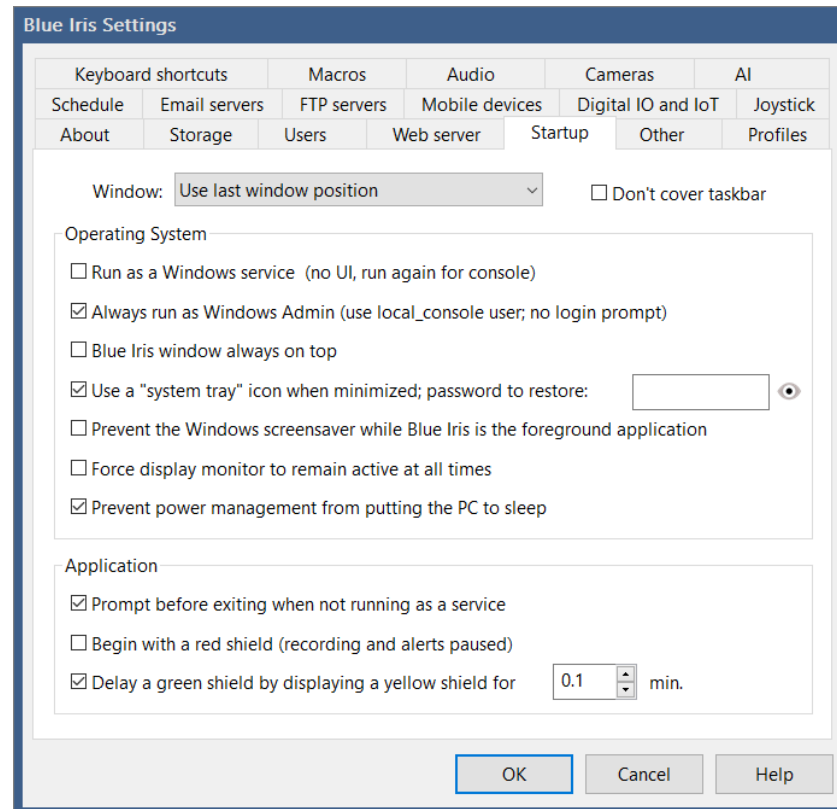 Blue Iris Settings
Keyboard shortcuts Macros Audio Cameras AI
Schedule Email servers FTP servers Mobile devices Digital IO and IoT Joystick
About Storage Users Web server Startup Other Profiles
Window: Use last window position Don't cover taskbar
Operating System
Run as a Windows service (no UI, run again for console)
Always run as Windows Admin (use local_console user; no login prompt)
Blue Iris window always on top
Use a "system tray" icon when minimized; password to restore:
Prevent the Windows screensaver while Blue Iris is the foreground application
Force display monitor to remain active at all times
Prevent power management from putting the PC to sleep
Application
Prompt before exiting when not running as a service
Begin with a red shield (recording and alerts paused)
Delay a green shield by displaying a yellow shield for 0.1 min.
OK Cancel Help